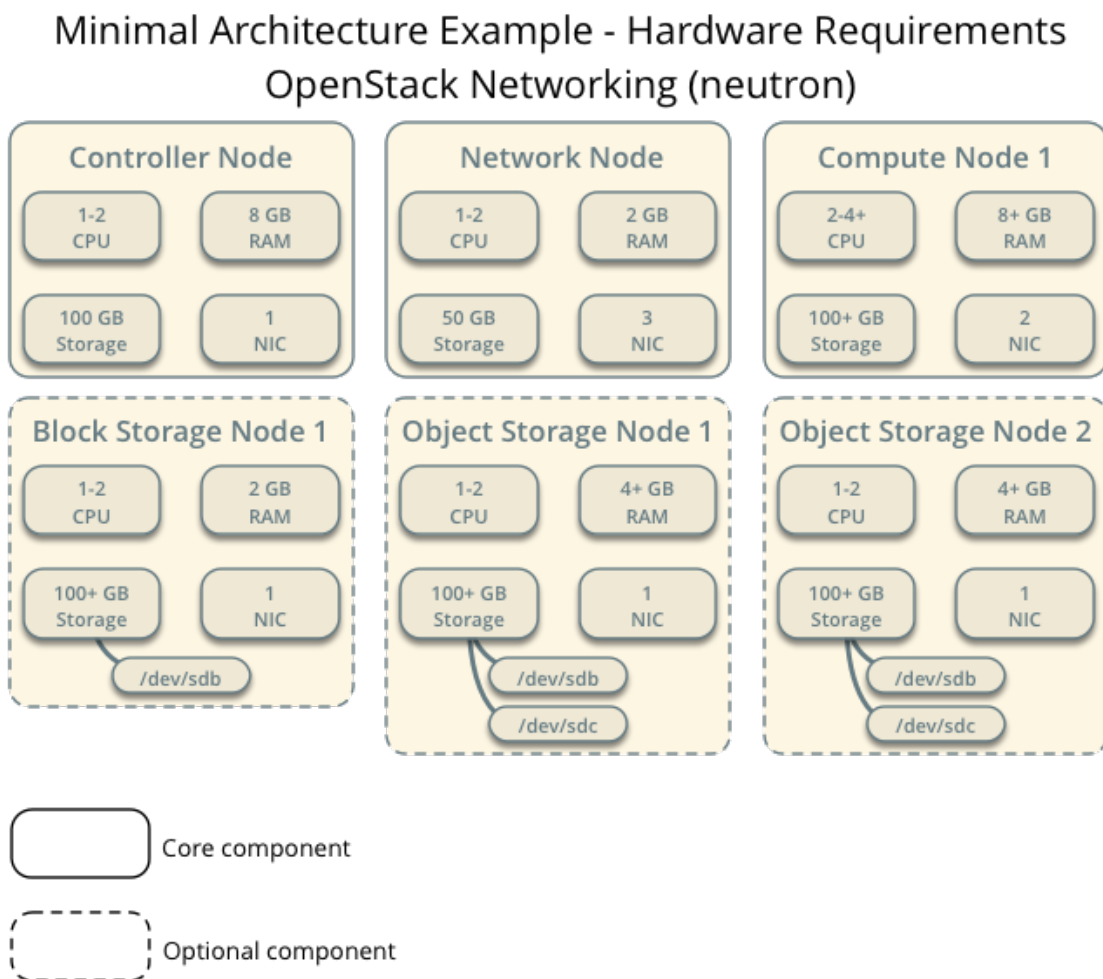 Minimal Architecture Example - Hardware Requirements
OpenStack Networking (neutron)
Controller Node
1-2
CPU
8 GB
RAM
100 GB
Storage
1
NIC
Network Node
1-2
CPU
2 GB
RAM
50 GB
Storage
3
NIC
Compute Node 1
2-4+
CPU
8+ GB
RAM
100+ GB
Storage
2
NIC
Block Storage Node 1
1-2
CPU
2 GB
RAM
100+ GB
Storage
1
NIC
/dev/sdb
Object Storage Node 1
1-2
CPU
4+ GB
RAM
100+ GB
Storage
1
NIC
/dev/sdb
/dev/sdc
Object Storage Node 2
1-2
CPU
4+ GB
RAM
100+ GB
Storage
1
NIC
/dev/sdb
/dev/sdc
Core component
Optional component